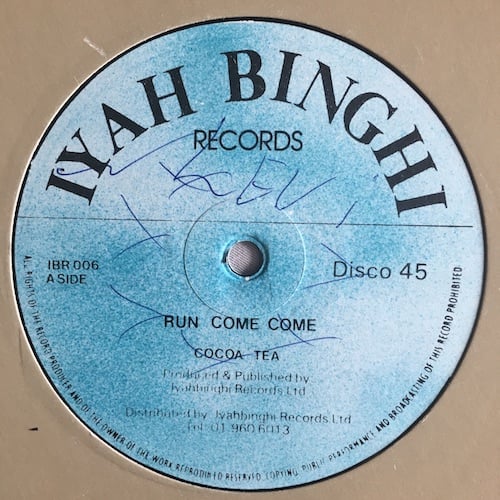 IYAH BINGHI
RECORDS
KEV
IBR 006
A SIDE
Disco 45
RUN COME COME
COCOA TEA
Produced & Published by
Iyahbinghi Records Ltd
Distributed by Iyahbinghi Records Ltd
Tel: 01 960 6013
ALL RIGHTS OF THE RECORD PRODUCER AND OF THE OWNER OF THE WORK REPRODUCED RESERVED. COPYING, PUBLIC PERFORMANCE AND BROADCASTING OF THIS RECORD PROHIBITED